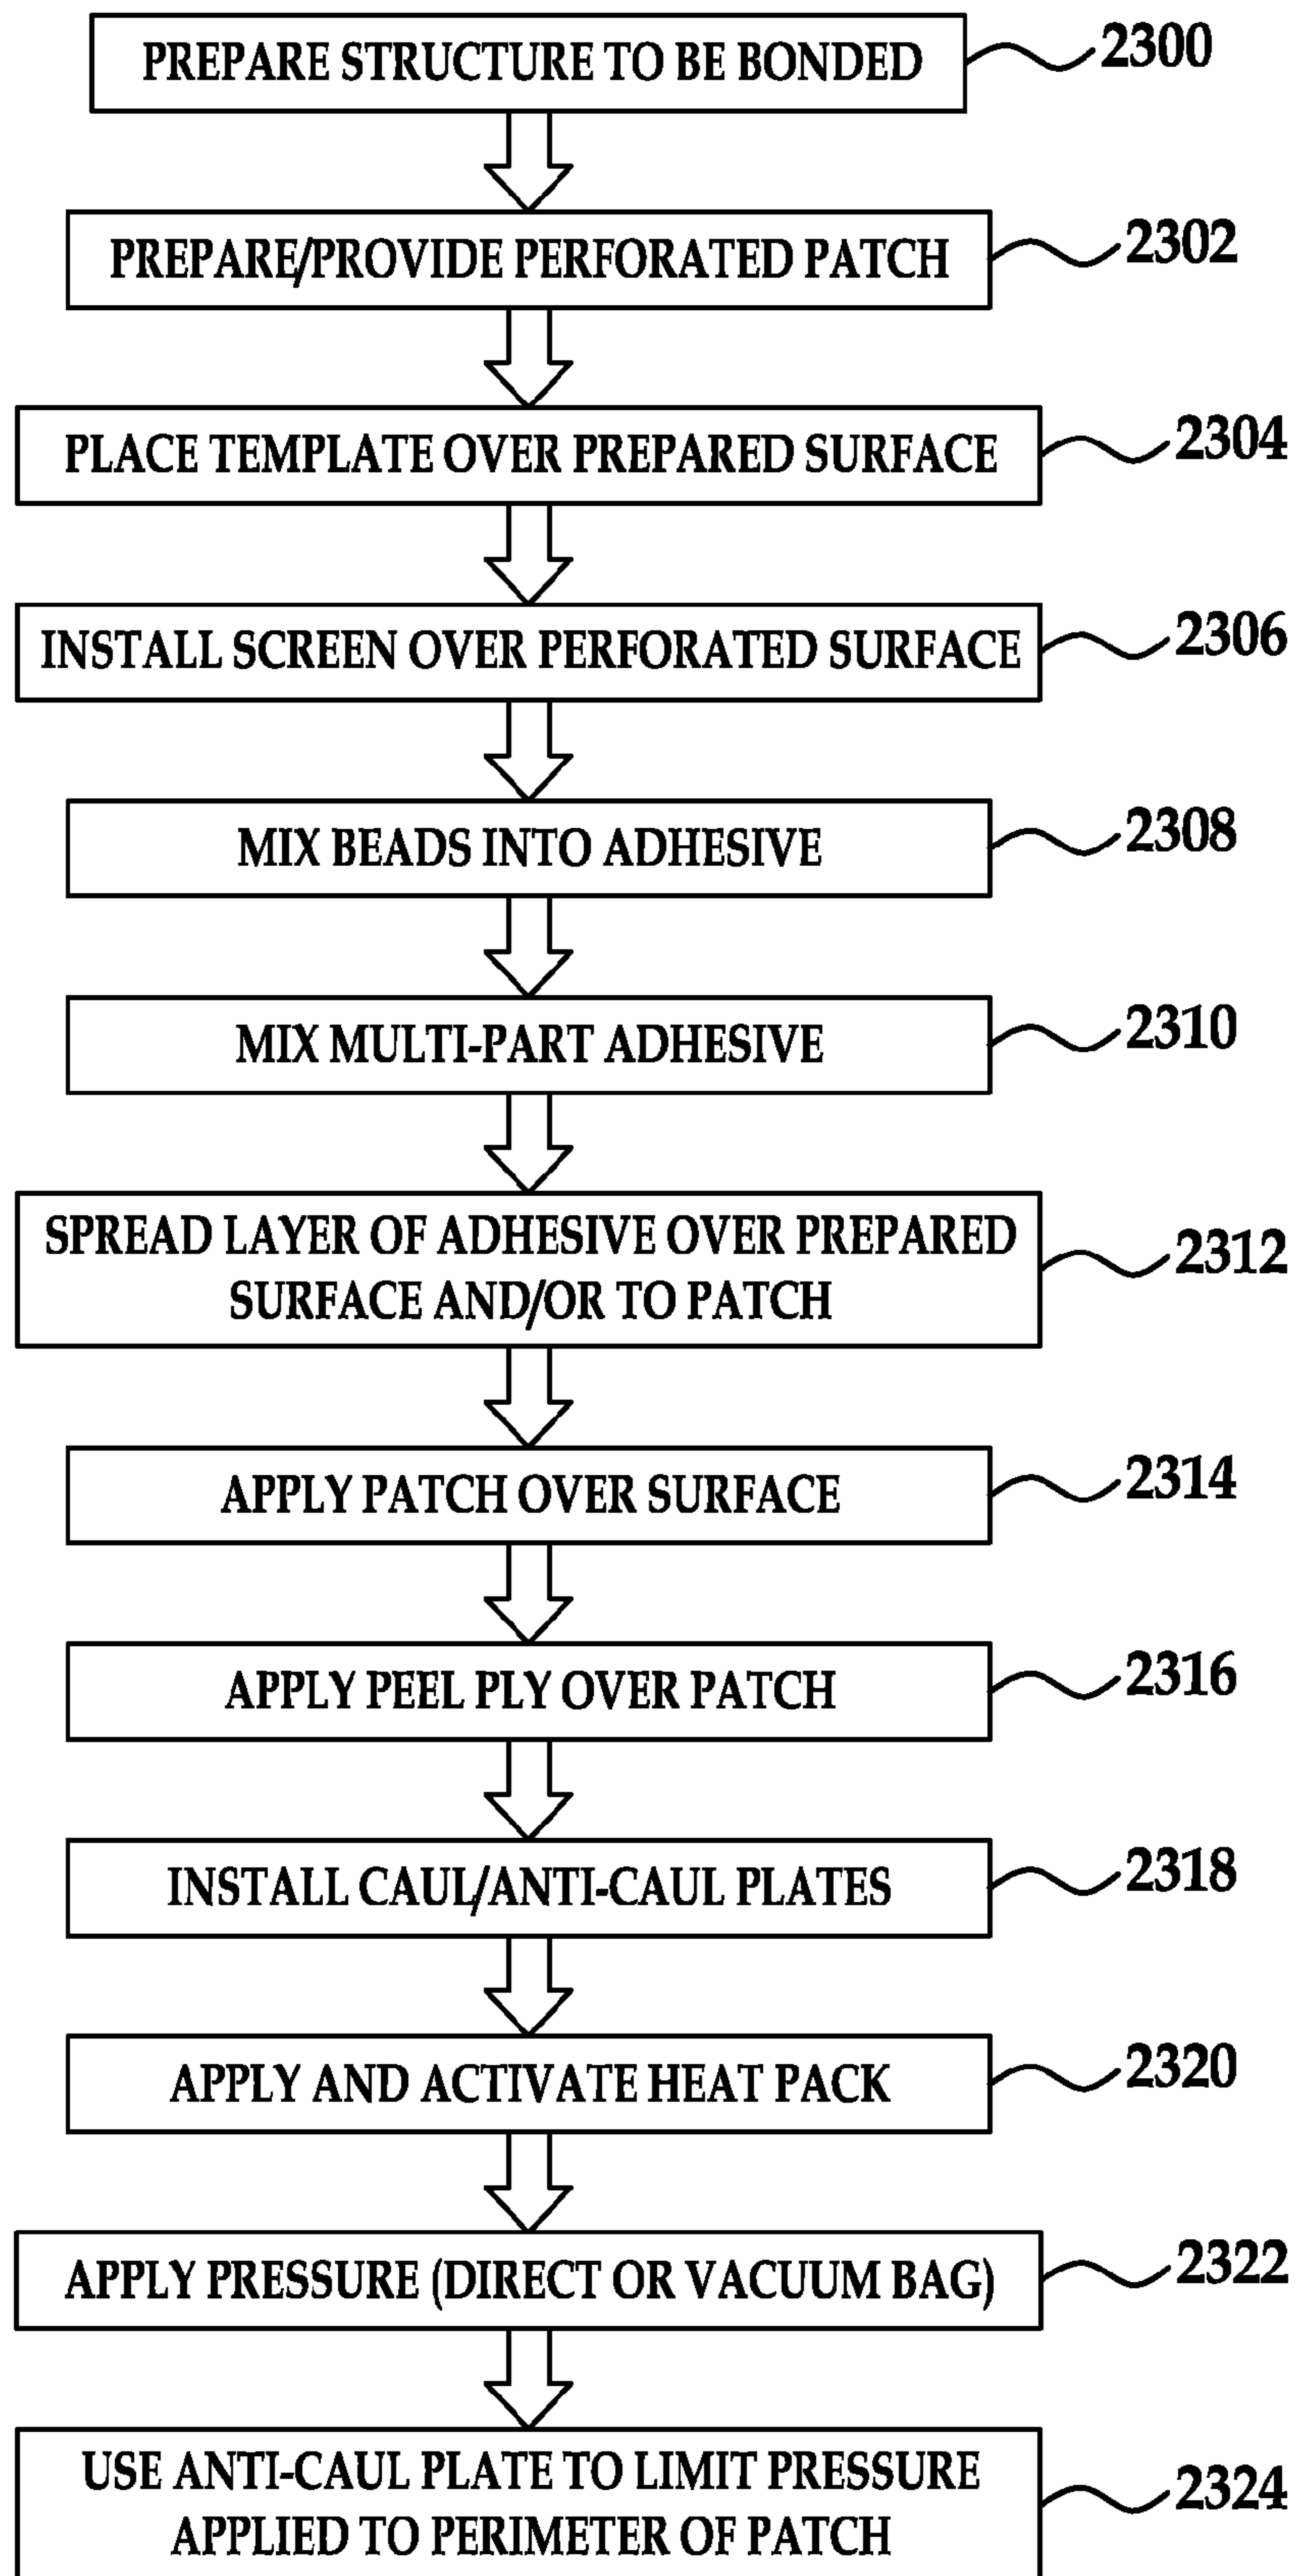 PREPARE STRUCTURE TO BE BONDED
2300
PREPARE/PROVIDE PERFORATED PATCH
2302
PLACE TEMPLATE OVER PREPARED SURFACE
2304
INSTALL SCREEN OVER PERFORATED SURFACE
2306
MIX BEADS INTO ADHESIVE
2308
MIX MULTI-PART ADHESIVE
2310
SPREAD LAYER OF ADHESIVE OVER PREPARED
SURFACE AND/OR TO PATCH
2312
APPLY PATCH OVER SURFACE
2314
APPLY PEEL PLY OVER PATCH
2316
INSTALL CAUL/ANTI-CAUL PLATES
2318
APPLY AND ACTIVATE HEAT PACK
2320
APPLY PRESSURE (DIRECT OR VACUUM BAG)
2322
USE ANTI-CAUL PLATE TO LIMIT PRESSURE
APPLIED TO PERIMETER OF PATCH
2324